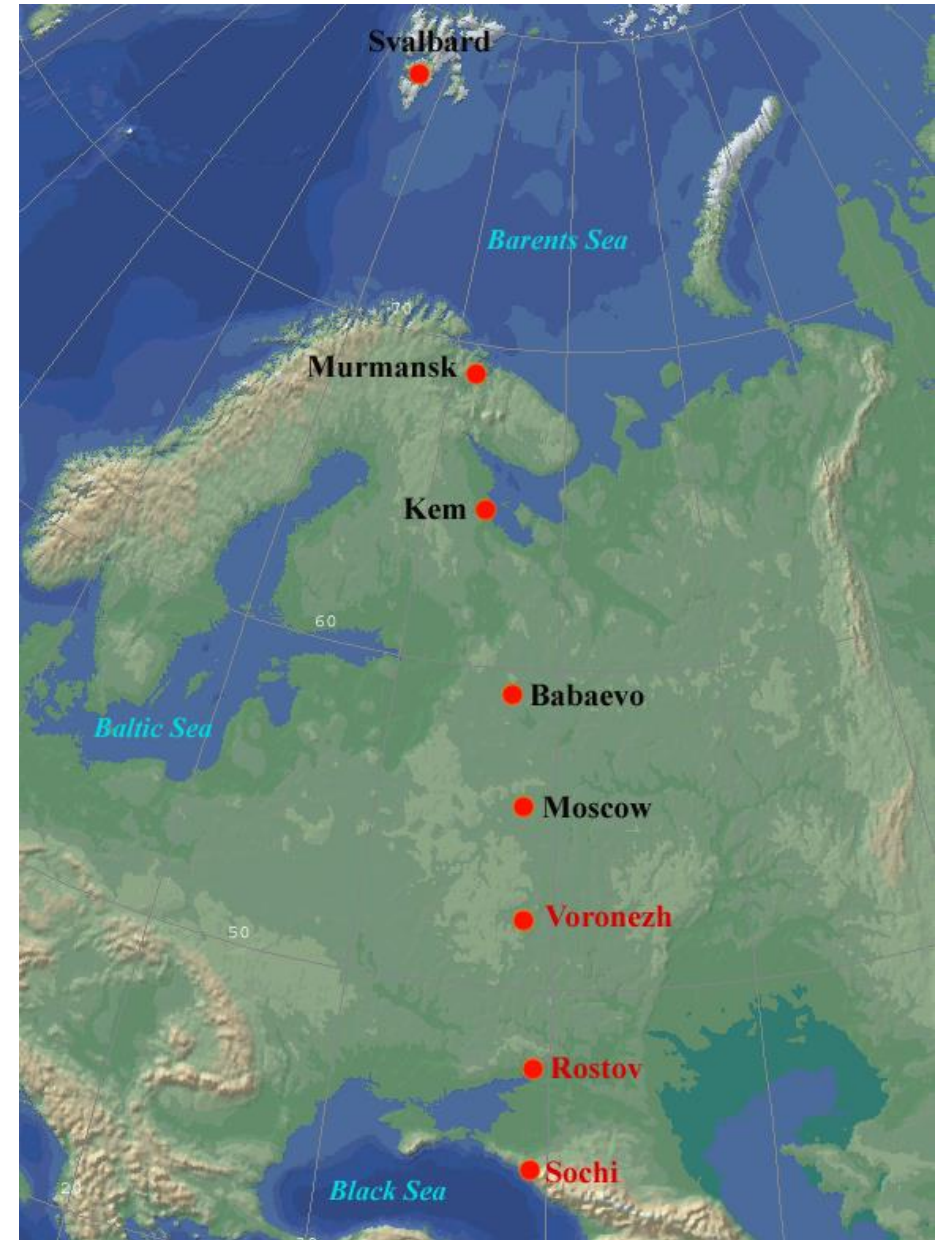 Svalbard
Barents Sea
70
Murmansk
Kem
60
Babaevo
Baltic Sea
Moscow
Voronezh
50
Rostov
Sochi
Black Sea
20